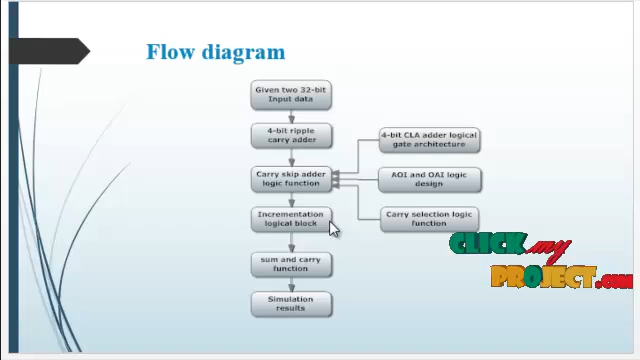 Flow diagram
Given two 32-bit
Input data
4-bit ripple
carry adder
4-bit CLA adder logical
gate architecture
Carry skip adder
logic function
AOI and OAI logic
design
Incrementation
logical block
Carry selection logic
function
sum and carry
function
Simulation
results
CLICK my
PROJECT.com